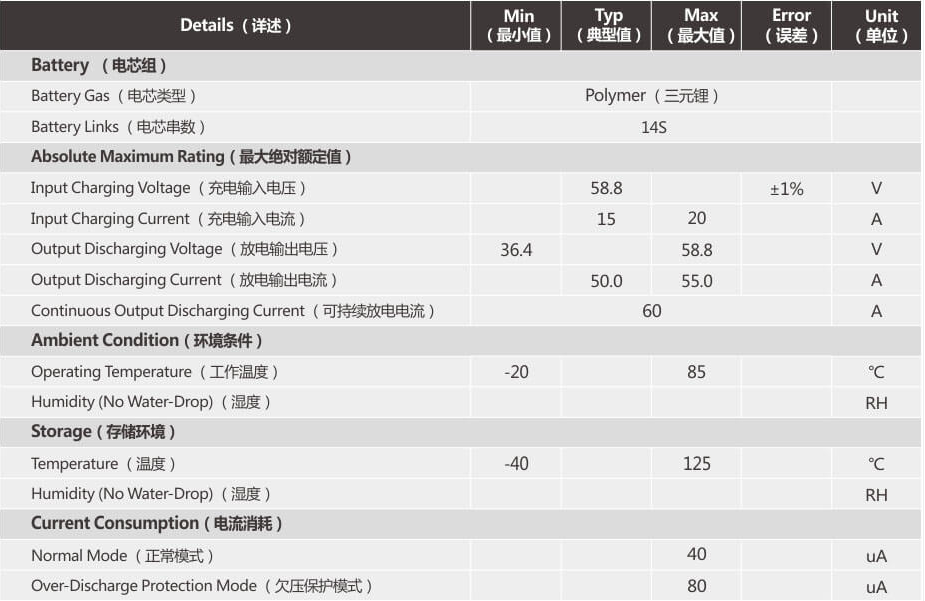 Details（详述） Min（最小值） Typ（典型值） Max（最大值） Error（误差） Unit（单位）
Battery （电芯组）
Battery Gas（电芯类型） Polymer（三元锂）
Battery Links（电芯串数） 14S
Absolute Maximum Rating（最大绝对额定值）
Input Charging Voltage（充电输入电压） 58.8 ±1% V
Input Charging Current（充电输入电流） 15 20 A
Output Discharging Voltage（放电输出电压） 36.4 58.8 V
Output Discharging Current（放电输出电流） 50.0 55.0 A
Continuous Output Discharging Current（可持续放电电流） 60 A
Ambient Condition（环境条件）
Operating Temperature（工作温度） -20 85 ℃
Humidity (No Water-Drop)（湿度） RH
Storage（存储环境）
Temperature（温度） -40 125 ℃
Humidity (No Water-Drop)（湿度） RH
Current Consumption（电流消耗）
Normal Mode（正常模式） 40 uA
Over-Discharge Protection Mode（欠压保护模式） 80 uA